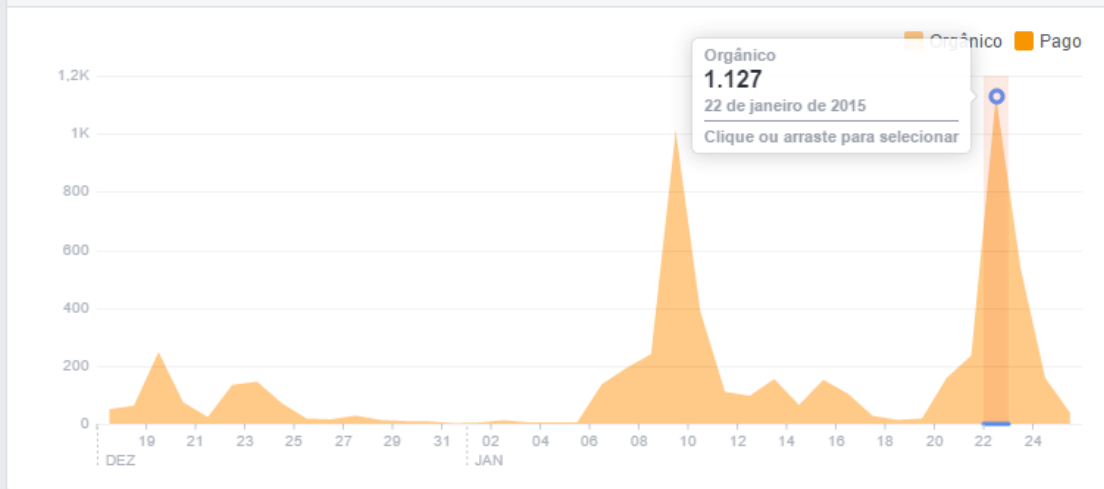 Orgânico Pago
Orgânico
1.127
22 de janeiro de 2015
Clique ou arraste para selecionar
1,2K
1K
800
600
400
200
0
19 21 23 25 27 29 31 02 04 06 08 10 12 14 16 18 20 22 24
DEZ JAN